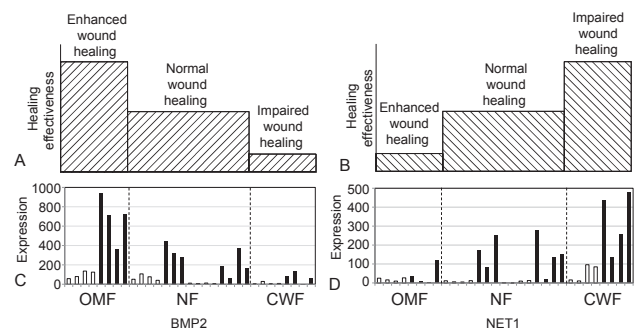 Enhanced
wound
healing
Normal
wound
healing
Impaired
wound
healing
Healing
effectiveness
A
Impaired
wound
healing
Normal
wound
healing
Enhanced
wound
healing
Healing
effectiveness
B
1000
800
600
400
200
0
Expression
C
OMF NF CWF
BMP2
500
400
300
200
100
0
Expression
D
OMF NF CWF
NET1